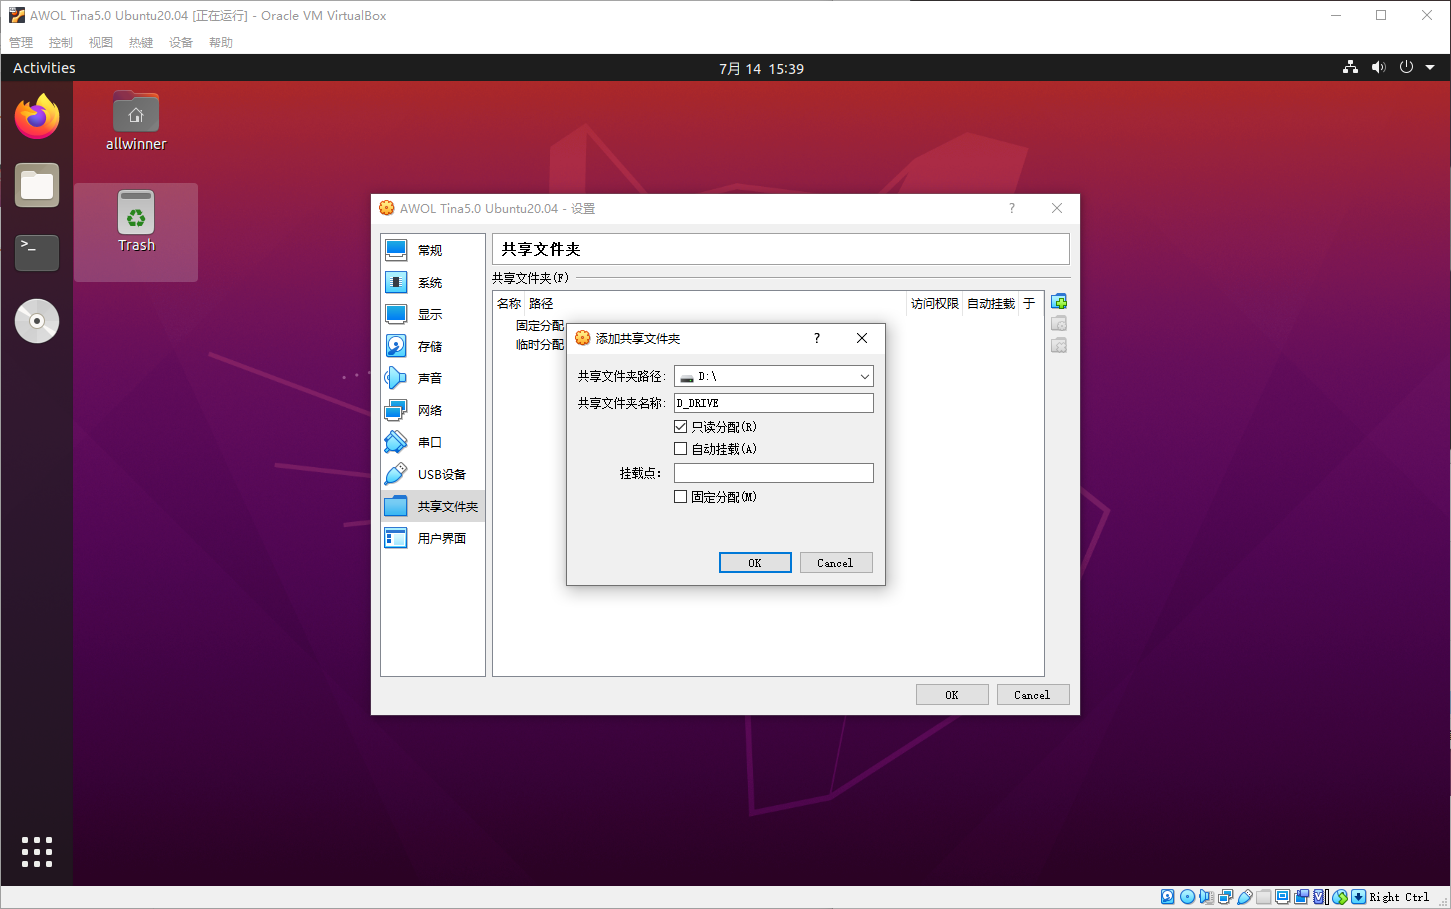 AWOL Tina5.0 Ubuntu20.04 [正在运行] - Oracle VM VirtualBox
管理 控制 视图 热键 设备 帮助
Activities
7月 14 15:39
allwinner
Trash
>_
AWOL Tina5.0 Ubuntu20.04 - 设置
?
常规
系统
显示
存储
声音
网络
串口
USB设备
共享文件夹
用户界面
共享文件夹
共享文件夹(F)
名称 路径 访问权限 自动挂载 于
固定分配
临时分配
添加共享文件夹
?
共享文件夹路径: D:\
共享文件夹名称: D_DRIVE
只读分配(R)
自动挂载(A)
挂载点:
固定分配(M)
OK Cancel
OK Cancel
Right Ctrl